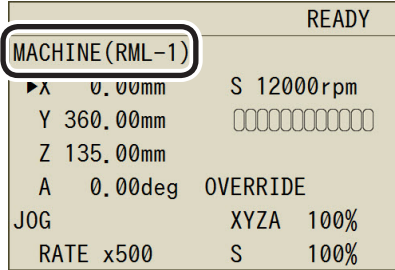 READY
MACHINE(RML-1)
▶X 0.00mm S 12000rpm
Y 360.00mm
Z 135.00mm
A 0.00deg OVERRIDE
JOG XYZA 100%
RATE x500 S 100%